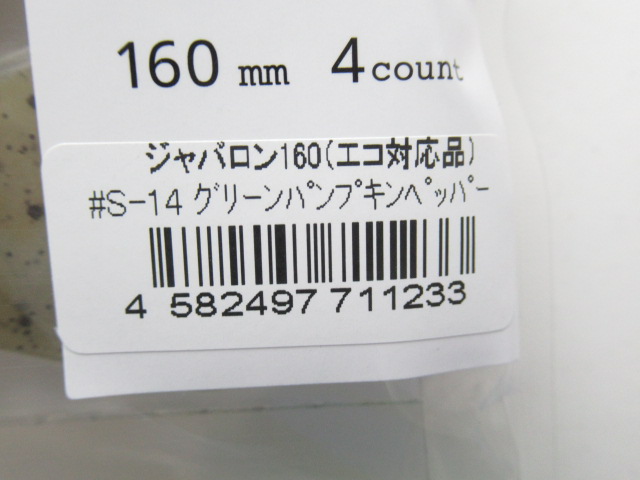 160 mm 4 count
ジャバロン160(エコ対応品)
#S-14 グリーンパンプキンペッパー
4 582497 711233